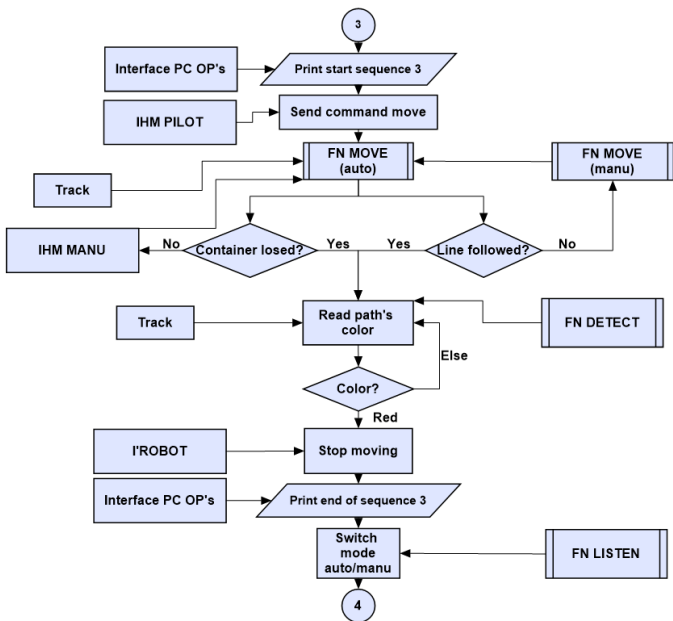 3
Interface PC OP's
Print start sequence 3
IHM PILOT
Send command move
FN MOVE
(auto)
FN MOVE
(manu)
Track
IHM MANU
No
Container losed?
Yes
Yes
Line followed?
No
Track
Read path's
color
FN DETECT
Else
Color?
Red
I'ROBOT
Stop moving
Interface PC OP's
Print end of sequence 3
Switch
mode
auto/manu
FN LISTEN
4